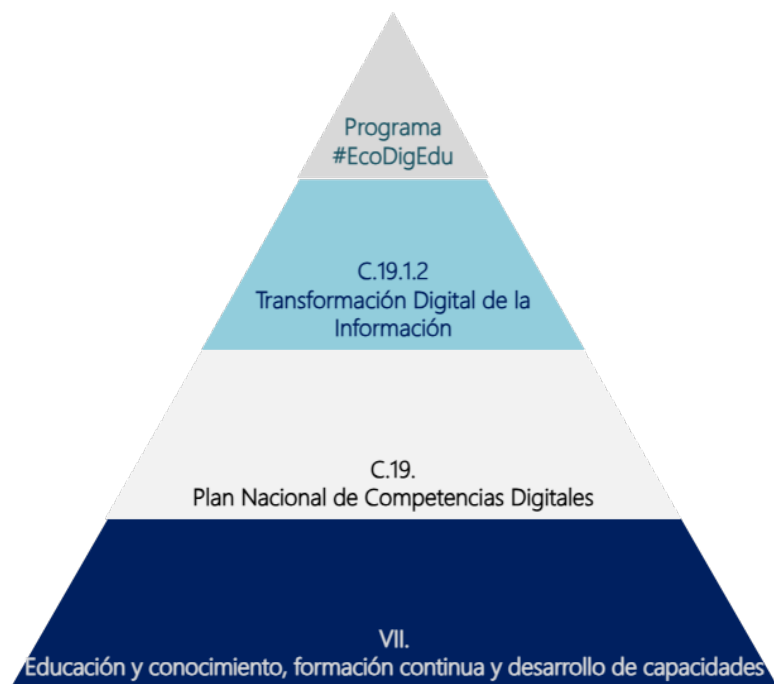 Programa
#EcoDigEdu
C.19.1.2
Transformación Digital de la
Información
C.19.
Plan Nacional de Competencias Digitales
VII.
Educación y conocimiento, formación continua y desarrollo de capacidades